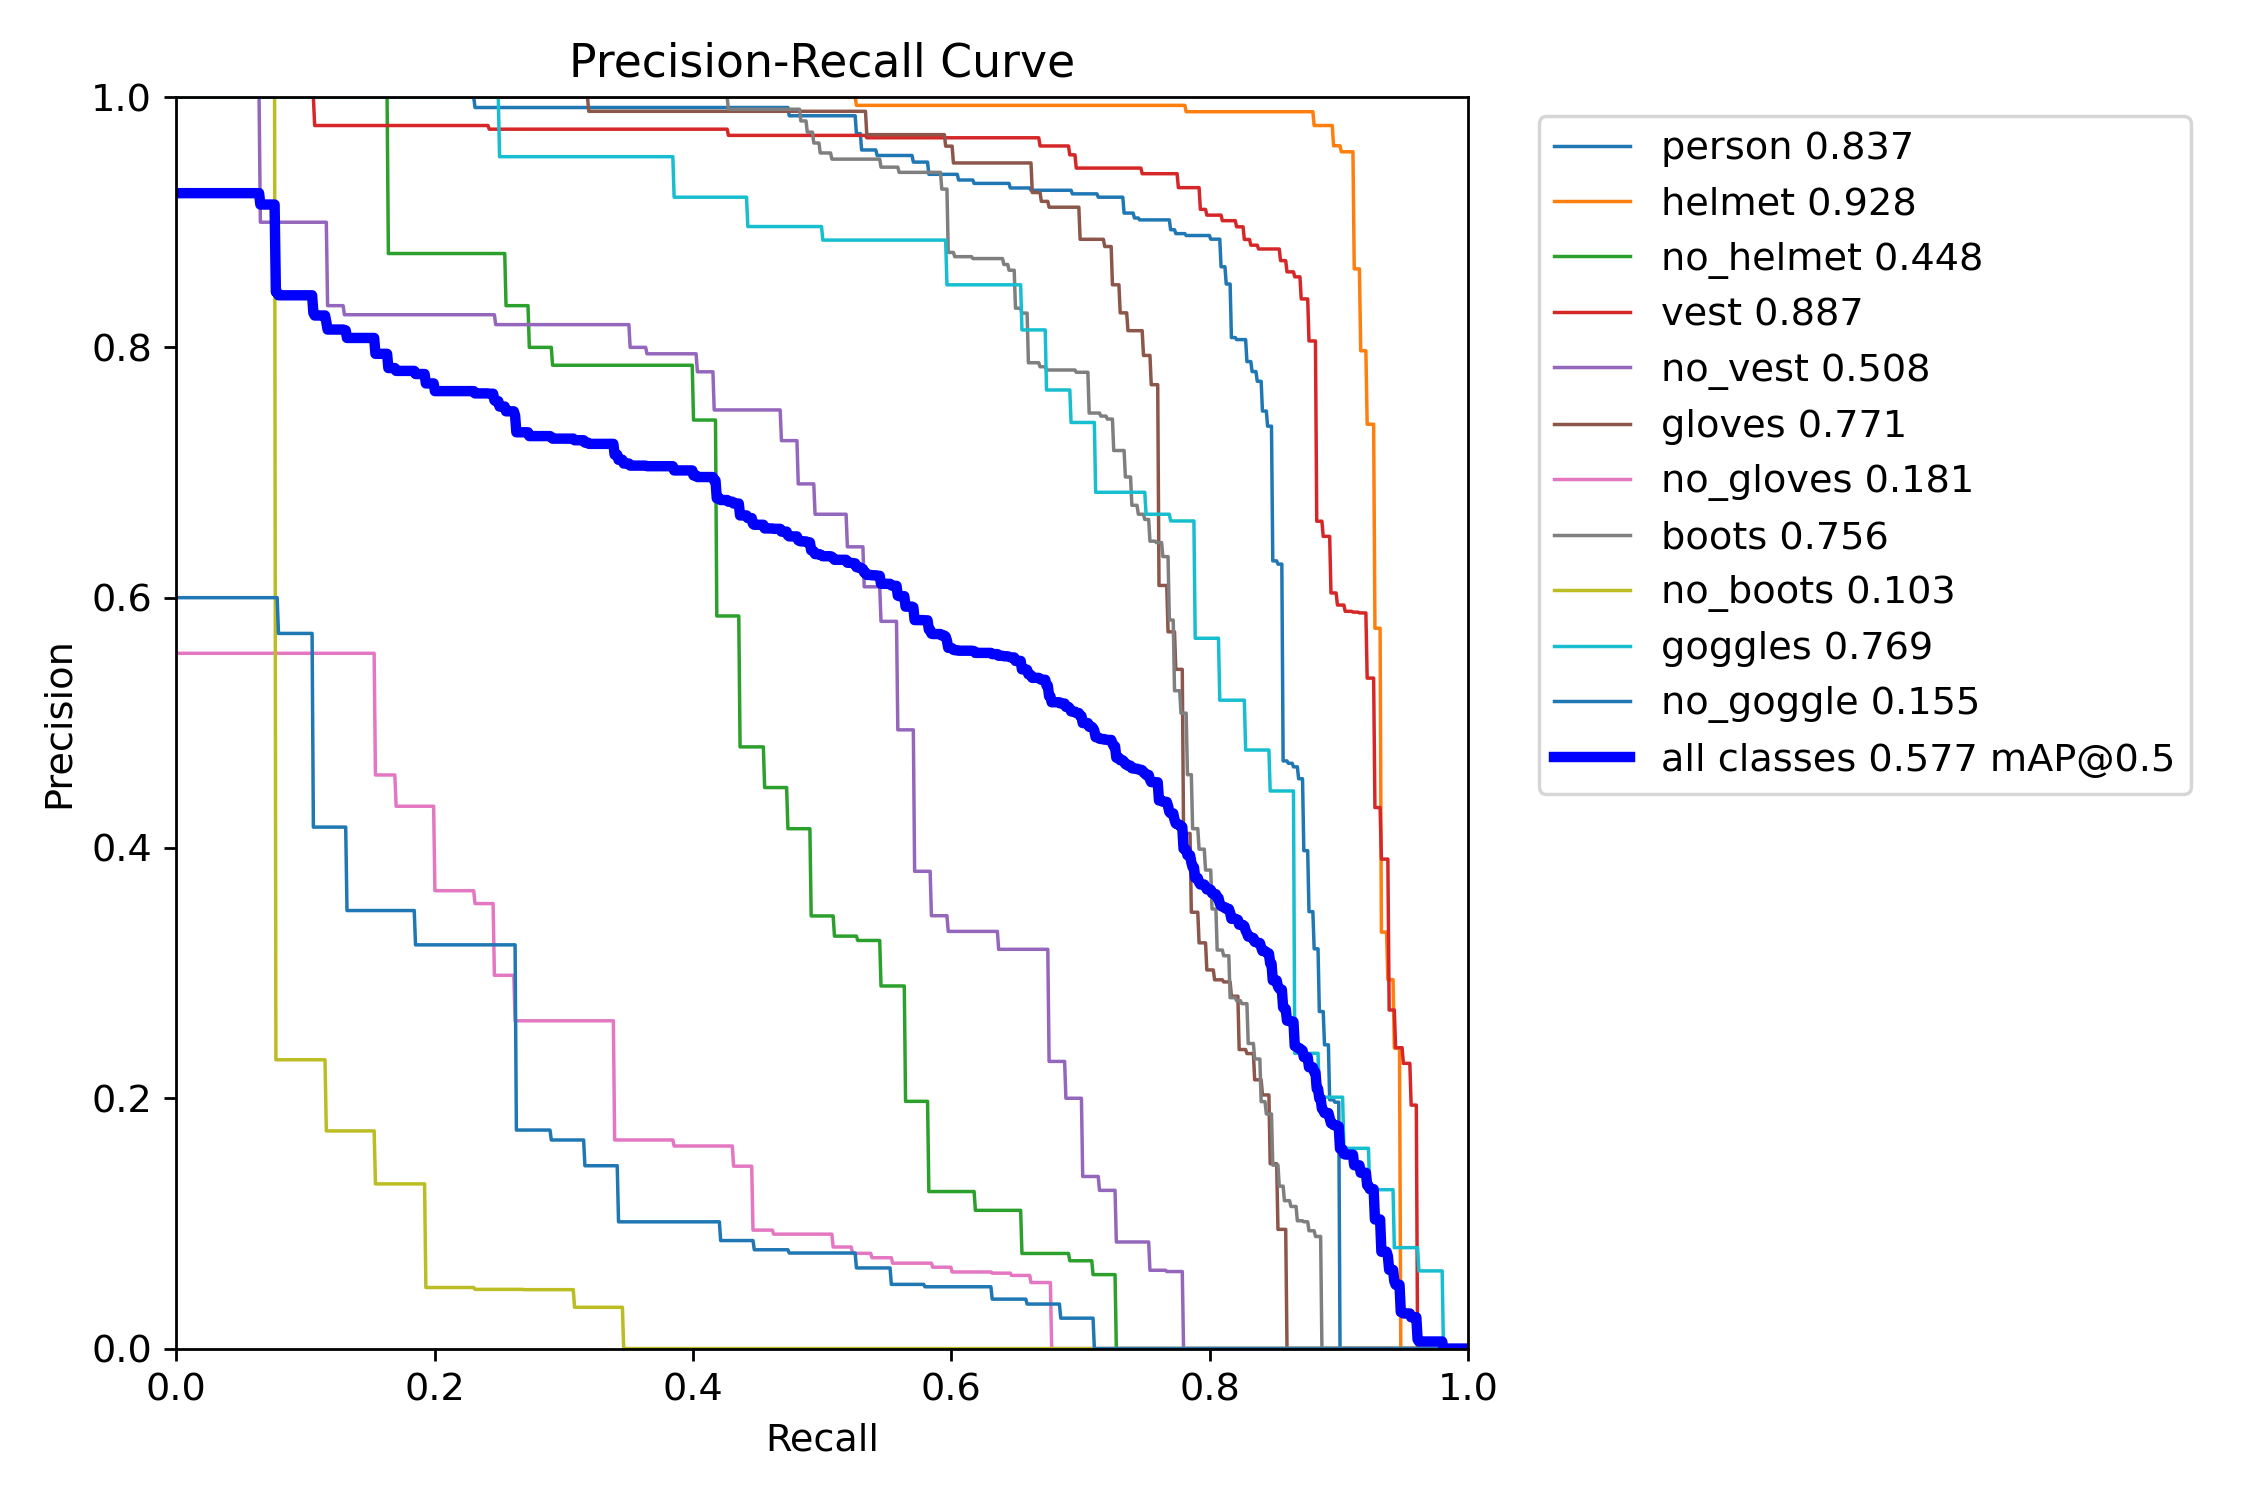 Precision-Recall Curve
1.0
0.8
0.6
0.4
0.2
0.0
Precision
0.0 0.2 0.4 0.6 0.8 1.0
Recall
person 0.837
helmet 0.928
no_helmet 0.448
vest 0.887
no_vest 0.508
gloves 0.771
no_gloves 0.181
boots 0.756
no_boots 0.103
goggles 0.769
no_goggle 0.155
all classes 0.577 mAP@0.5